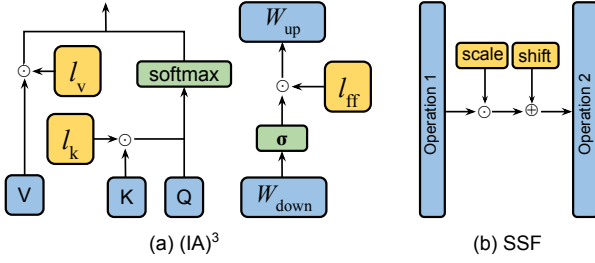 W_up
l_v
softmax
scale
shift
l_ff
l_k
σ
Operation 1
Operation 2
V
K
Q
W_down
(a) (IA)³
(b) SSF